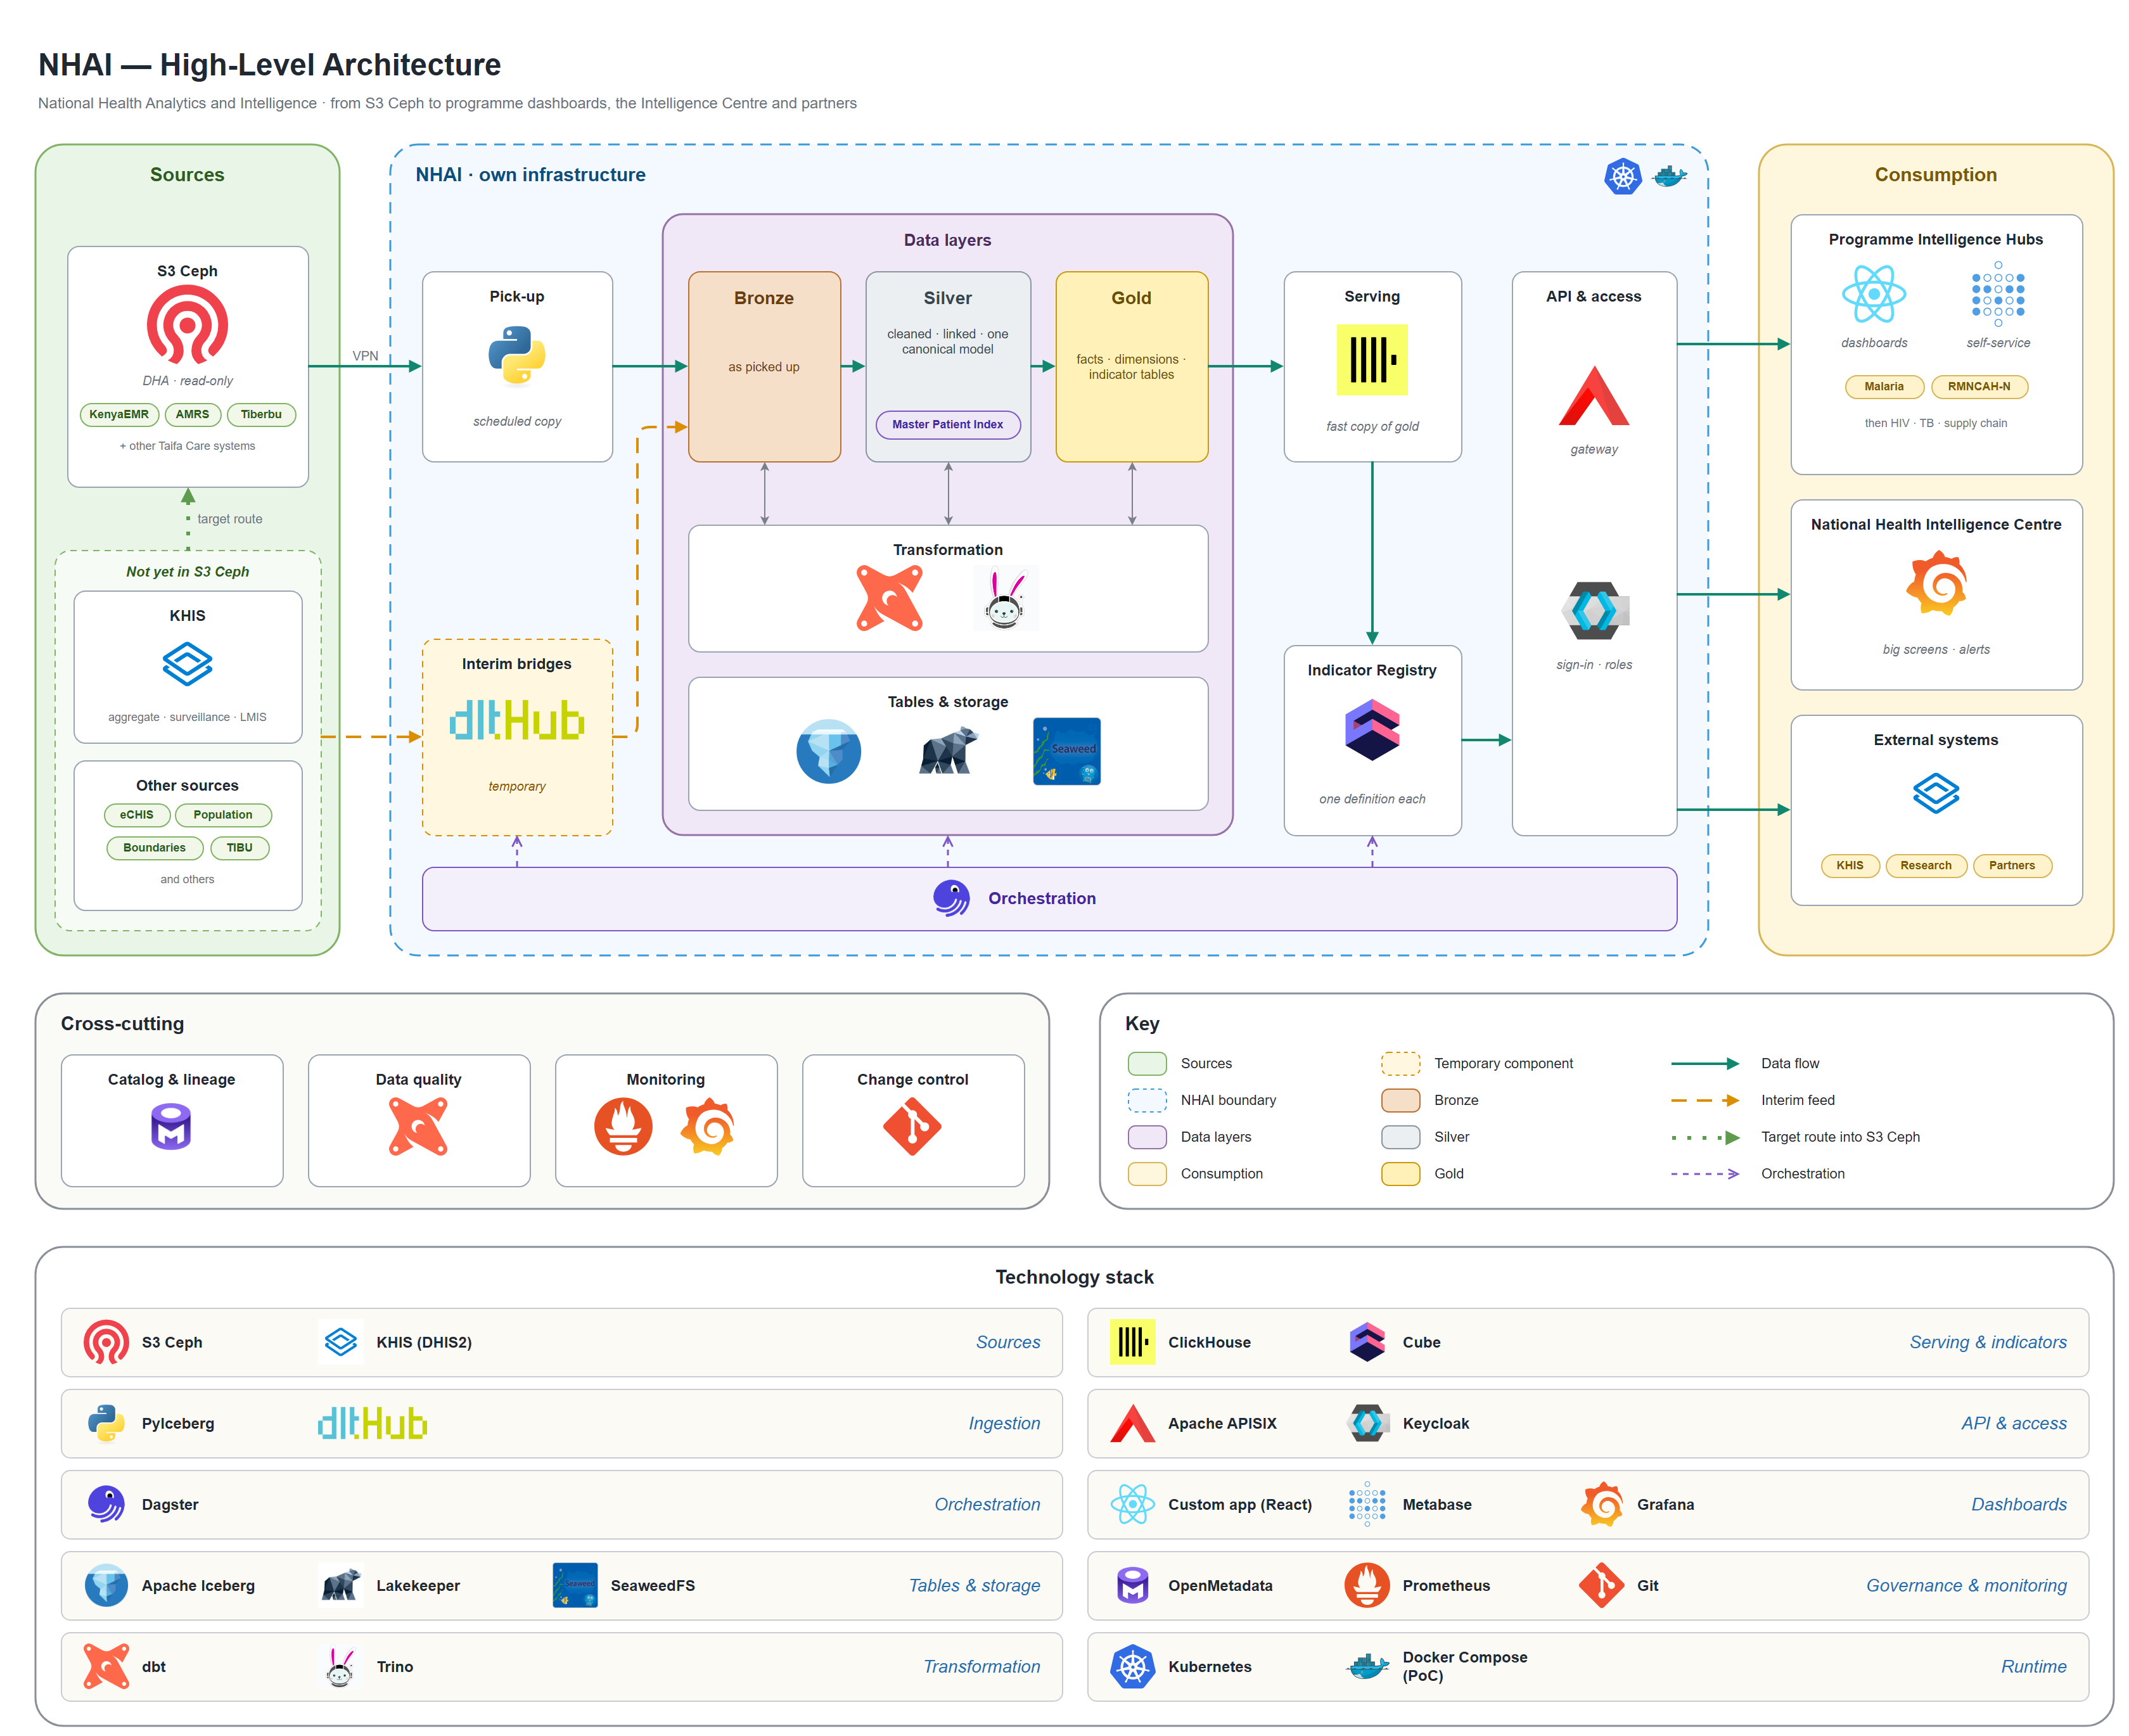 NHAI — High-Level Architecture
National Health Analytics and Intelligence · from S3 Ceph to programme dashboards, the Intelligence Centre and partners
Sources
S3 Ceph
DHA · read-only
KenyaEMR
AMRS
Tiberbu
+ other Taifa Care systems
target route
Not yet in S3 Ceph
KHIS
aggregate · surveillance · LMIS
Other sources
eCHIS
Population
Boundaries
TIBU
and others
VPN
NHAI · own infrastructure
Pick-up
scheduled copy
Interim bridges
dltHub
temporary
Data layers
Bronze
as picked up
Silver
cleaned · linked · one
canonical model
Master Patient Index
Gold
facts · dimensions ·
indicator tables
Transformation
Tables & storage
Seaweed
Serving
fast copy of gold
Indicator Registry
one definition each
API & access
gateway
sign-in · roles
Orchestration
Consumption
Programme Intelligence Hubs
dashboards
self-service
Malaria
RMNCAH-N
then HIV · TB · supply chain
National Health Intelligence Centre
big screens · alerts
External systems
KHIS
Research
Partners
Cross-cutting
Catalog & lineage
Data quality
Monitoring
Change control
Key
Sources
Temporary component
Data flow
NHAI boundary
Bronze
Interim feed
Data layers
Silver
Target route into S3 Ceph
Consumption
Gold
Orchestration
Technology stack
S3 Ceph
KHIS (DHIS2)
Sources
PyIceberg
dltHub
Ingestion
Dagster
Orchestration
Apache Iceberg
Lakekeeper
Seaweed
SeaweedFS
Tables & storage
dbt
Trino
Transformation
ClickHouse
Cube
Serving & indicators
Apache APISIX
Keycloak
API & access
Custom app (React)
Metabase
Grafana
Dashboards
OpenMetadata
Prometheus
Git
Governance & monitoring
Kubernetes
Docker Compose
(PoC)
Runtime